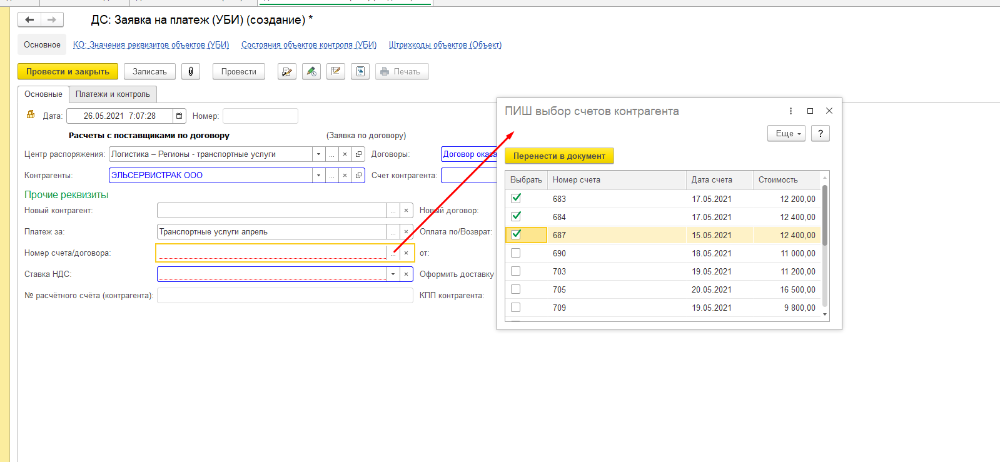 ДС: Заявка на платеж (УБИ) (создание) *
Основное КО: Значения реквизитов объектов (УБИ) Состояния объектов контроля (УБИ) Штрихкоды объектов (Объект)
Провести и закрыть Записать Провести Печать
Основные Платежи и контроль
Дата: 26.05.2021 7:07:28 Номер:
Расчеты с поставщиками по договору (Заявка по договору)
Центр распоряжения: Логистика – Регионы - транспортные услуги ... × Договоры: Договор оказа
Контрагенты: ЭЛЬСЕРВИСТРАК ООО ... × Счет контрагента:
Прочие реквизиты
Новый контрагент: ... × Новый договор:
Платеж за: Транспортные услуги апрель ... × Оплата по/Возврат:
Номер счета/договора: ... × от:
Ставка НДС: × Оформить доставку
№ расчётного счёта (контрагента): КПП контрагента:
ПИШ выбор счетов контрагента
Еще ?
Перенести в документ
Выбрать Номер счета Дата счета Стоимость
683 17.05.2021 12 200,00
684 17.05.2021 12 400,00
687 15.05.2021 12 400,00
690 18.05.2021 11 000,00
703 19.05.2021 11 200,00
705 20.05.2021 16 500,00
709 19.05.2021 9 800,00